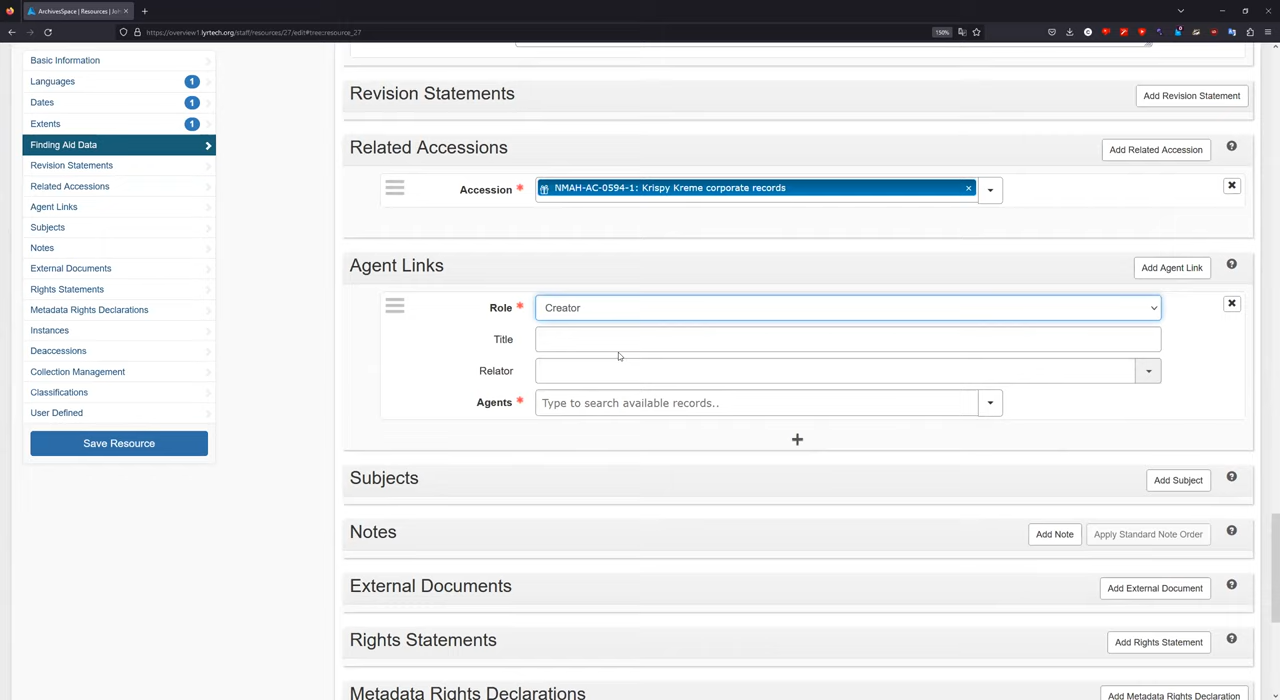 ArchivesSpace | Resources | Joh
https://overview1.lyrtech.org/staff/resources/27/edit#tree::resource_27
150%
Basic Information
Languages 1
Dates 1
Extents 1
Finding Aid Data
Revision Statements
Related Accessions
Agent Links
Subjects
Notes
External Documents
Rights Statements
Metadata Rights Declarations
Instances
Deaccessions
Collection Management
Classifications
User Defined
Save Resource
Revision Statements
Add Revision Statement
Related Accessions
Add Related Accession
Accession *
NMAH-AC-0594-1: Krispy Kreme corporate records ×
Agent Links
Add Agent Link
Role *
Creator
Title
Relator
Agents *
Type to search available records..
Subjects
Add Subject
Notes
Add Note
Apply Standard Note Order
External Documents
Add External Document
Rights Statements
Add Rights Statement
Metadata Rights Declarations
Add Metadata Rights Declaration